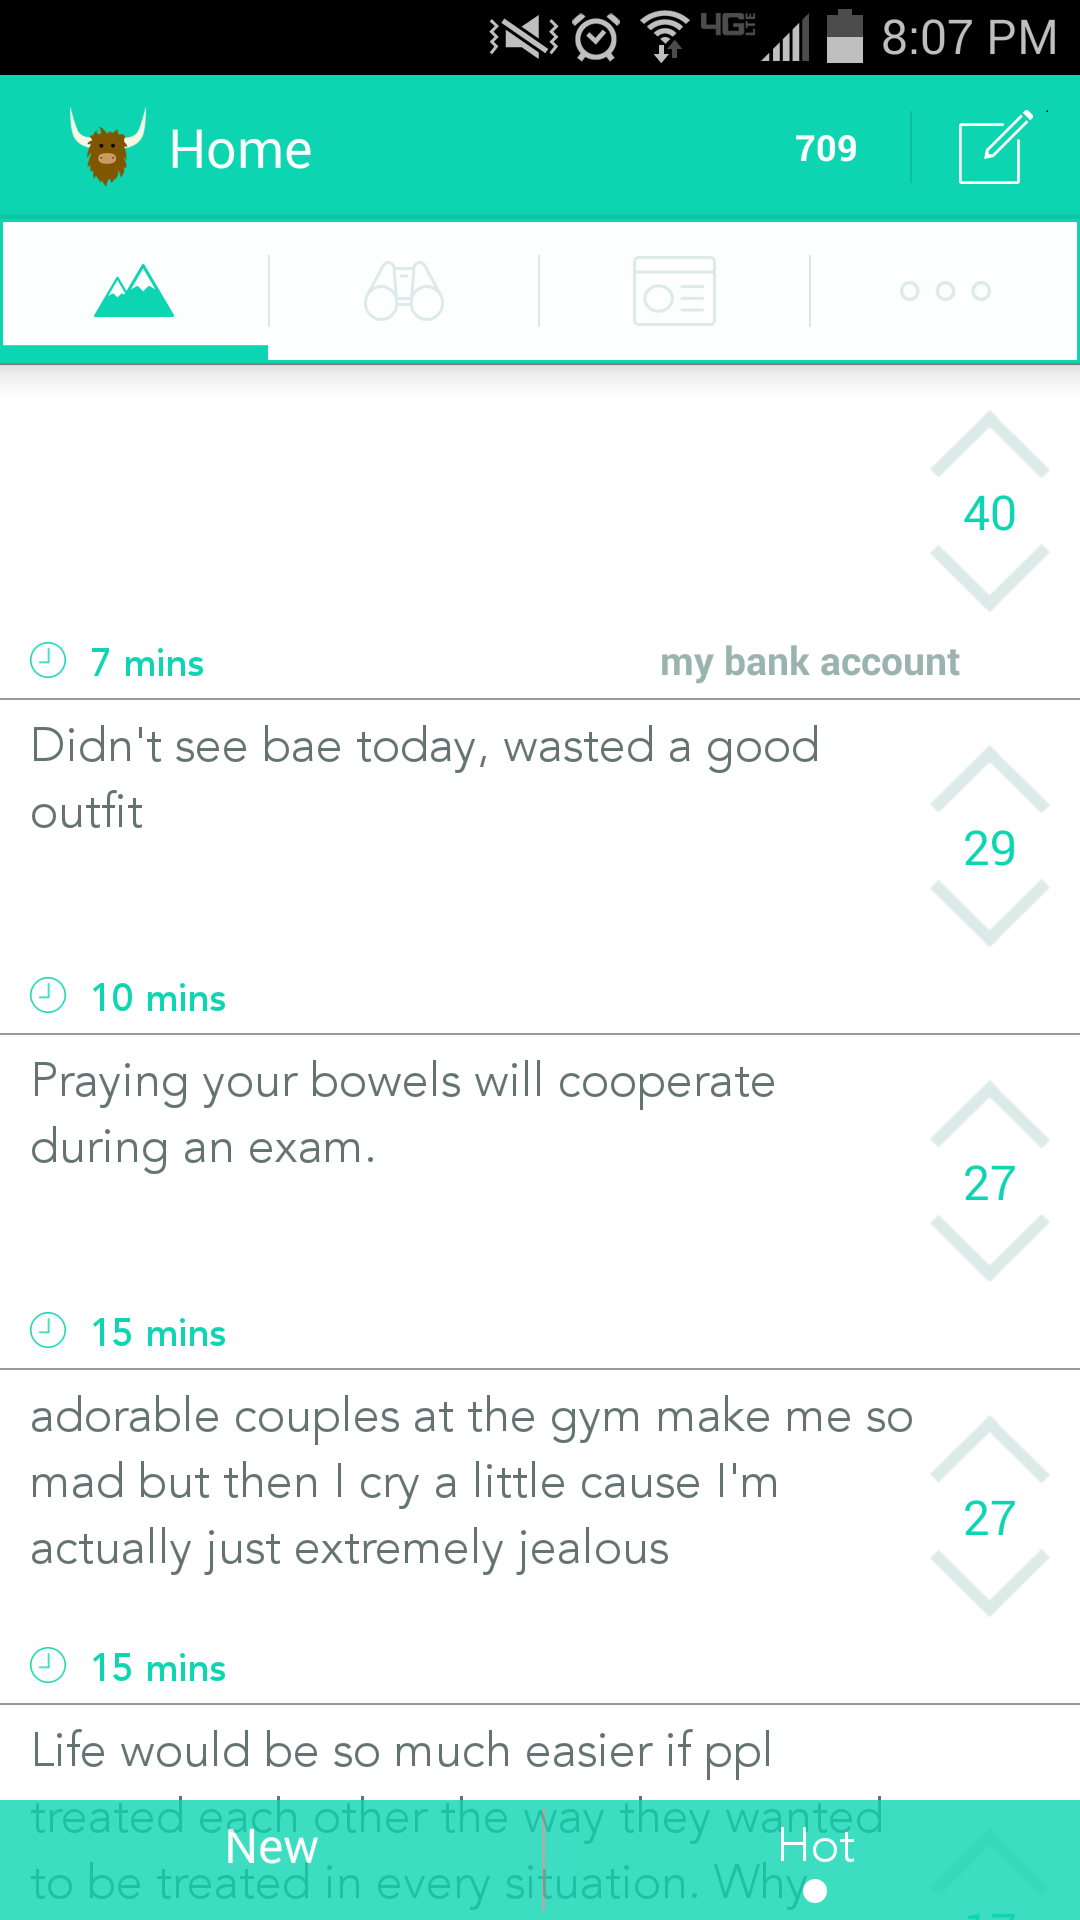 4G LTE 8:07 PM
Home 709
40
7 mins my bank account
Didn't see bae today, wasted a good
outfit
29
10 mins
Praying your bowels will cooperate
during an exam.
27
15 mins
adorable couples at the gym make me so
mad but then I cry a little cause I'm
actually just extremely jealous
27
15 mins
Life would be so much easier if ppl
treated each other the way they wanted
to be treated in every situation. Why
New Hot